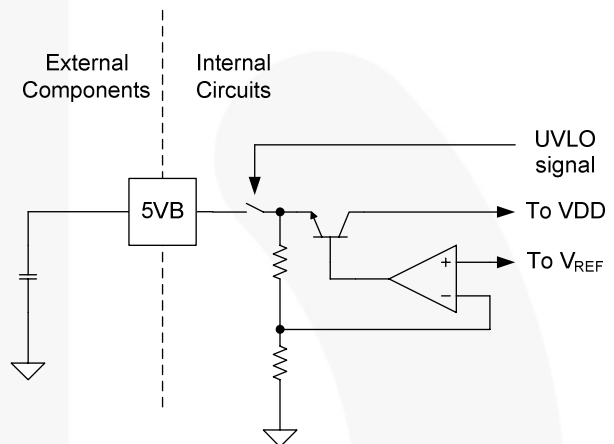 External
Components
Internal
Circuits
UVLO
signal
5VB
To VDD
+
To VREF
−